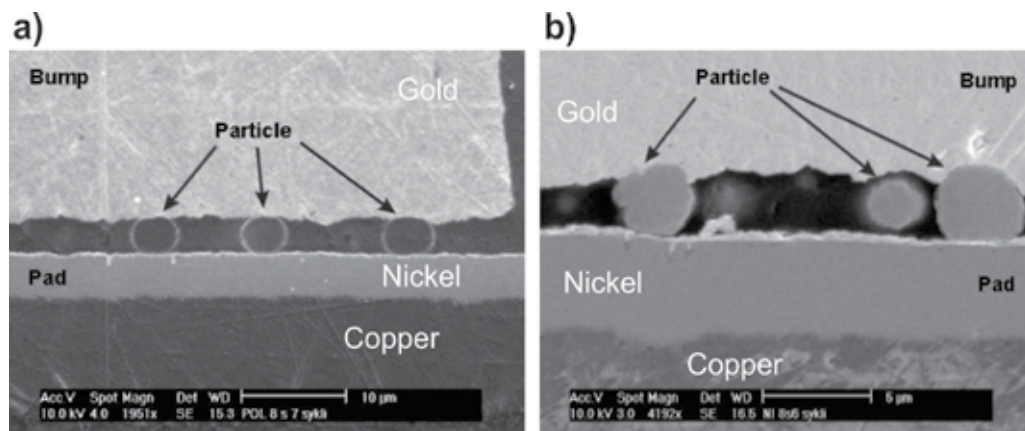 a)
Bump
Gold
Particle
Pad
Nickel
Copper
Acc.V Spot Magn Det WD 10 µm
10.0 kV 4.0 1951x SE 15.3 POL 8 s 7 sykli
b)
Particle
Bump
Gold
Nickel
Pad
Copper
Acc.V Spot Magn Det WD 5 µm
10.0 kV 3.0 4192x SE 16.5 NI 8s6 sykli